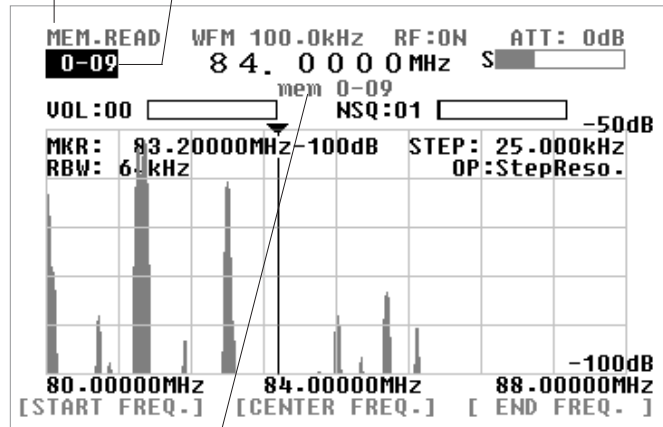 MEM-READ WFM 100.0kHz RF:ON ATT: 0dB
0-09 84.0000MHz S
mem 0-09
VOL:00 NSQ:01
-50dB
MKR: 83.20000MHz-100dB STEP: 25.000kHz
RBW: 64kHz OP:StepReso.
-100dB
80.00000MHz 84.00000MHz 88.00000MHz
[START FREQ.] [CENTER FREQ.] [ END FREQ. ]